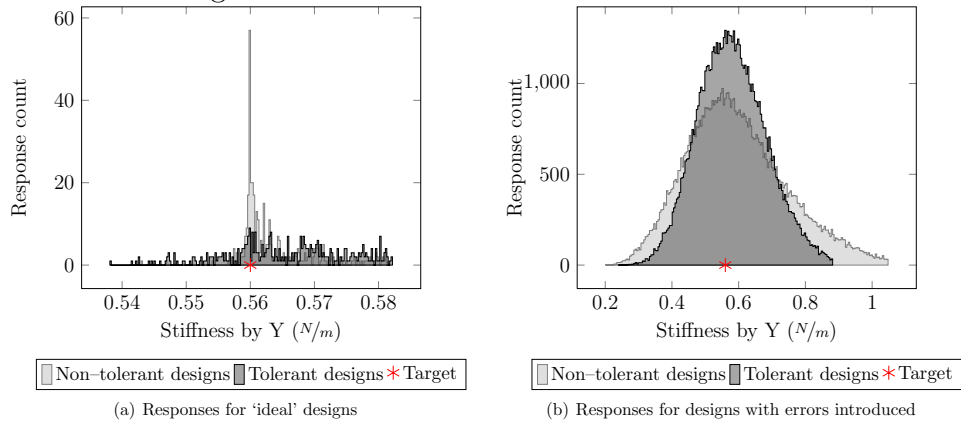 60
40
20
0
Response count
0.54 0.55 0.56 0.57 0.58
Stiffness by Y (N/m)
Non–tolerant designs Tolerant designs Target
(a) Responses for ‘ideal’ designs
1,000
500
0
Response count
0.2 0.4 0.6 0.8 1
Stiffness by Y (N/m)
Non–tolerant designs Tolerant designs Target
(b) Responses for designs with errors introduced